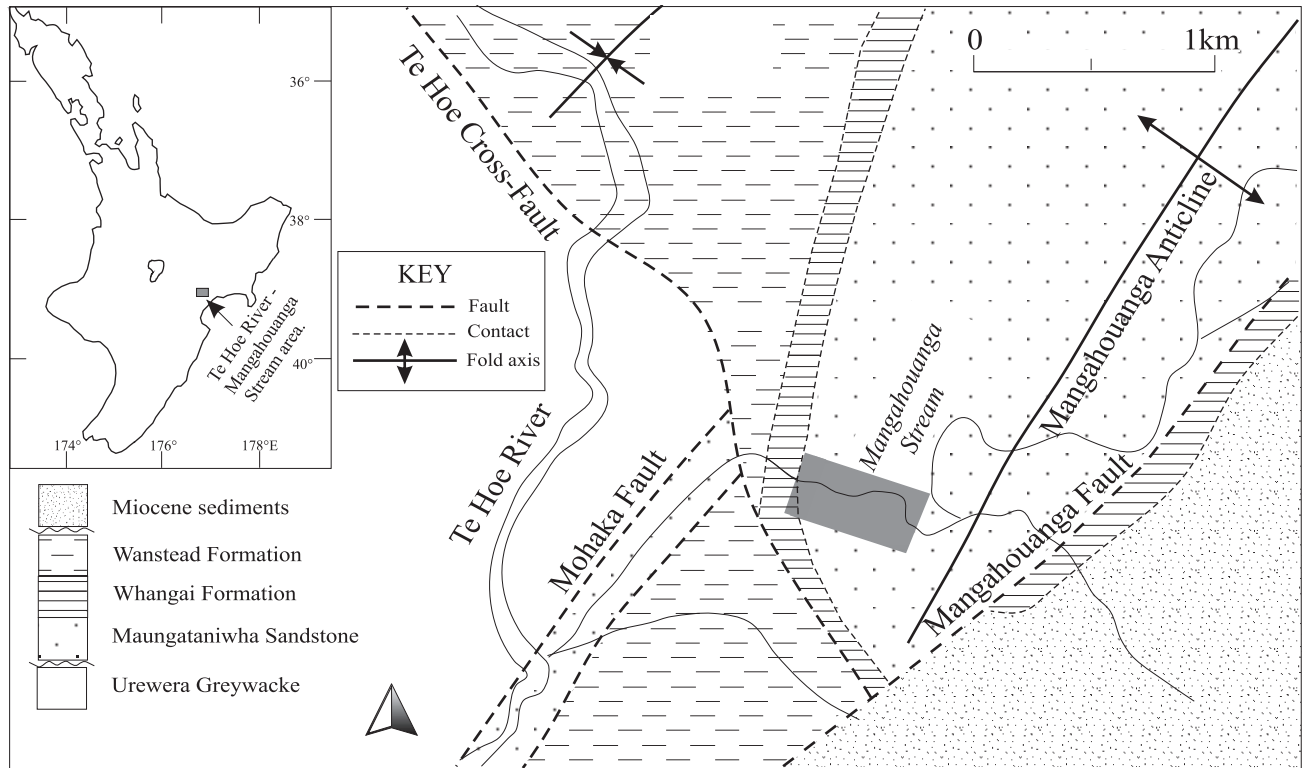 36°
38°
40°
174°
176°
178°E
Te Hoe River -
Mangahouanga
Stream area.
KEY
Fault
Contact
Fold axis
Miocene sediments
Wanstead Formation
Whangai Formation
Maungataniwha Sandstone
Urewera Greywacke
Te Hoe Cross-Fault
Te Hoe River
Mohaka Fault
Mangahouanga
Stream
Mangahouanga Anticline
Mangahouanga Fault
0 1km